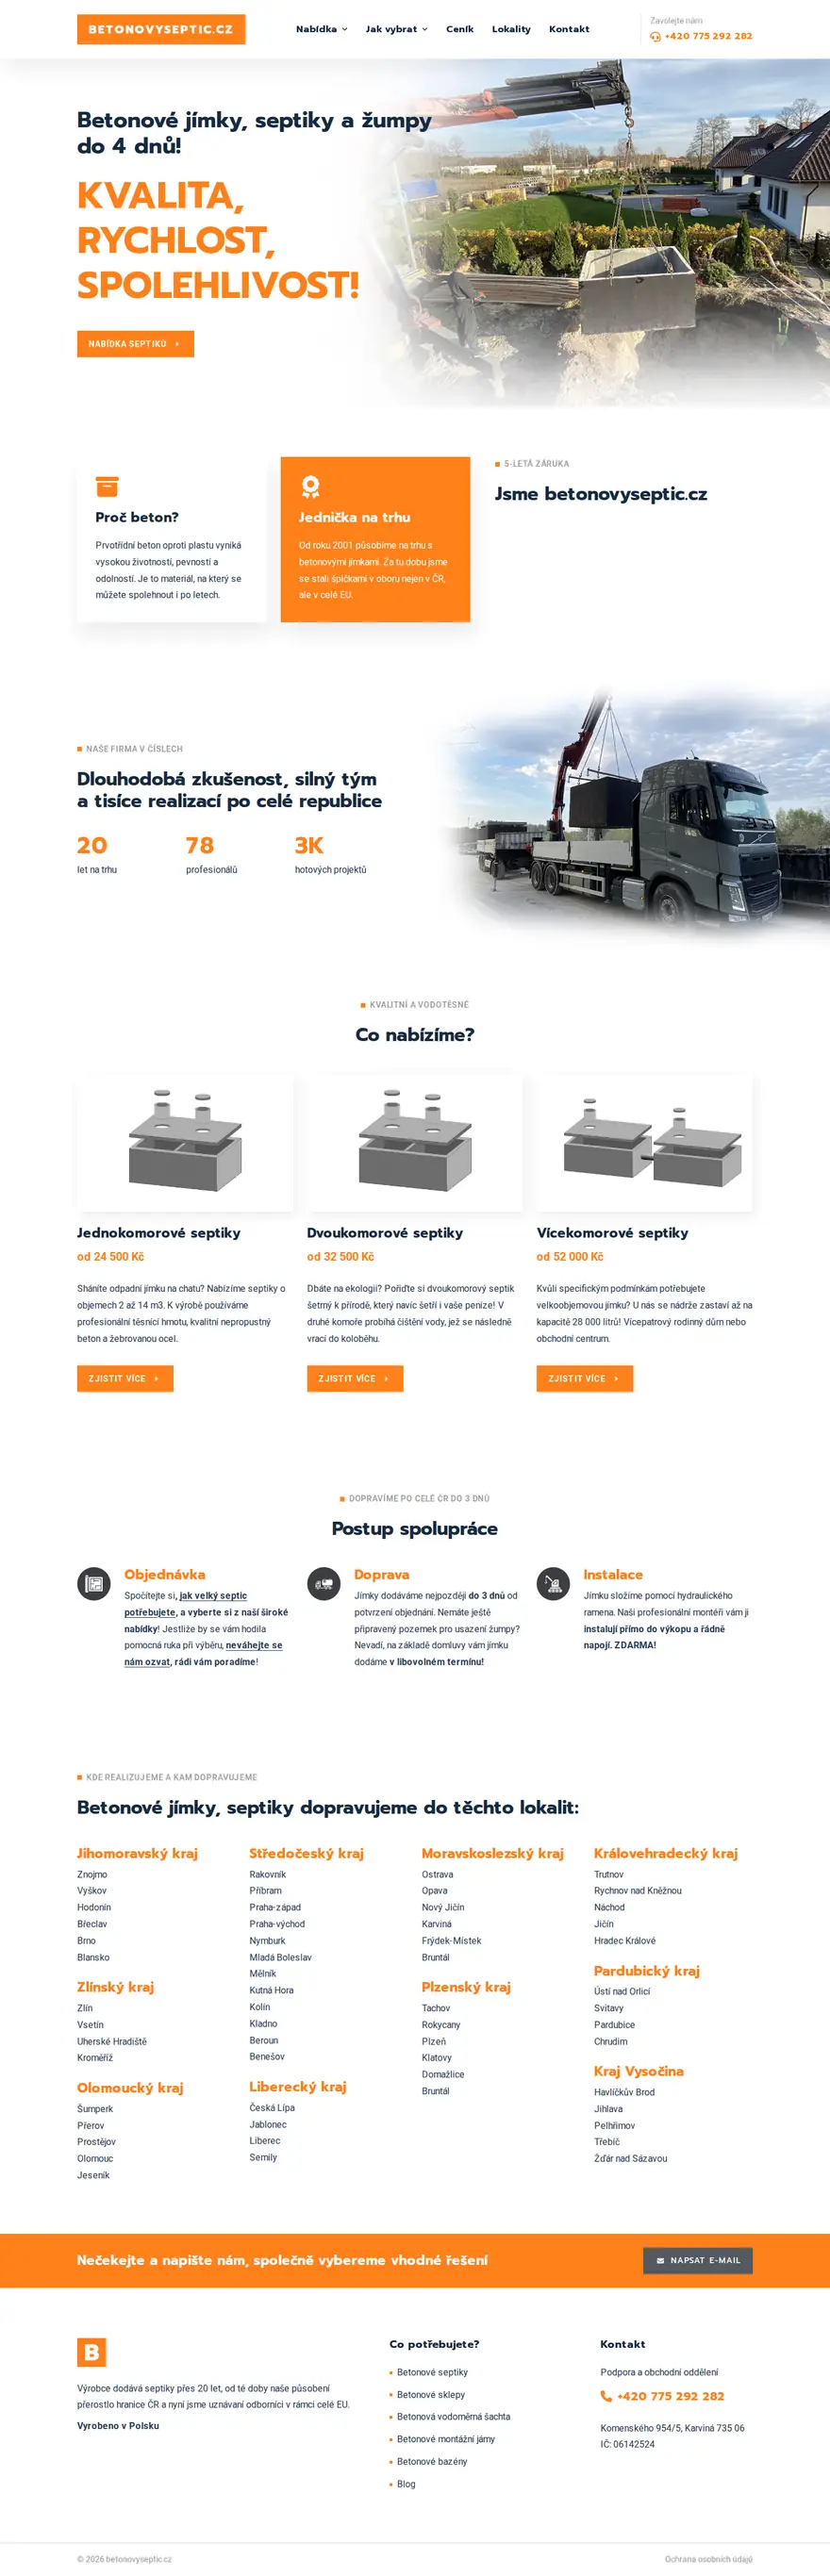 BETONOVYSEPTIC.CZ
Nabídka
Jak vybrat
Ceník
Lokality
Kontakt
Zavolejte nám
+420 775 292 282
Betonové jímky, septiky a žumpy
do 4 dnů!
KVALITA,
RYCHLOST,
SPOLEHLIVOST!
NABÍDKA SEPTIKŮ
Proč beton?
Prvotřídní beton oproti plastu vyniká
vysokou životností, pevností a
odolností. Je to materiál, na který se
můžete spolehnout i po letech.
Jednička na trhu
Od roku 2001 působíme na trhu s
betonovými jímkami. Za tu dobu jsme
se stali špičkami v oboru nejen v ČR,
ale v celé EU.
5-LETÁ ZÁRUKA
Jsme betonovyseptic.cz
NAŠE FIRMA V ČÍSLECH
Dlouhodobá zkušenost, silný tým
a tisíce realizací po celé republice
20
let na trhu
78
profesionálů
3K
hotových projektů
KVALITNÍ A VODOTĚSNÉ
Co nabízíme?
Jednokomorové septiky
od 24 500 Kč
Sháníte odpadní jímku na chatu? Nabízíme septiky o
objemech 2 až 14 m3. K výrobě používáme
profesionální těsnící hmotu, kvalitní nepropustný
beton a žebrovanou ocel.
ZJISTIT VÍCE
Dvoukomorové septiky
od 32 500 Kč
Dbáte na ekologii? Pořiďte si dvoukomorový septik
šetrný k přírodě, který navíc šetří i vaše peníze! V
druhé komoře probíhá čištění vody, jež se následně
vrací do koloběhu.
ZJISTIT VÍCE
Vícekomorové septiky
od 52 000 Kč
Kvůli specifickým podmínkám potřebujete
velkoobjemovou jímku? U nás se nádrže zastaví až na
kapacitě 28 000 litrů! Vícepatrový rodinný dům nebo
obchodní centrum.
ZJISTIT VÍCE
DOPRAVÍME PO CELÉ ČR DO 3 DNŮ
Postup spolupráce
Objednávka
Spočítejte si, jak velký septic
potřebujete, a vyberte si z naší široké
nabídky! Jestliže by se vám hodila
pomocná ruka při výběru, neváhejte se
nám ozvat, rádi vám poradíme!
Doprava
Jímky dodáváme nejpozději do 3 dnů od
potvrzení objednání. Nemáte ještě
připravený pozemek pro usazení žumpy?
Nevadí, na základě domluvy vám jímku
dodáme v libovolném termínu!
Instalace
Jímku složíme pomocí hydraulického
ramena. Naši profesionální montéři vám ji
instalují přímo do výkopu a řádně
napojí. ZDARMA!
KDE REALIZUJEME A KAM DOPRAVUJEME
Betonové jímky, septiky dopravujeme do těchto lokalit:
Jihomoravský kraj
Znojmo
Vyškov
Hodonín
Břeclav
Brno
Blansko
Zlínský kraj
Zlín
Vsetín
Uherské Hradiště
Kroměříž
Olomoucký kraj
Šumperk
Přerov
Prostějov
Olomouc
Jeseník
Středočeský kraj
Rakovník
Příbram
Praha-západ
Praha-východ
Nymburk
Mladá Boleslav
Mělník
Kutná Hora
Kolín
Kladno
Beroun
Benešov
Liberecký kraj
Česká Lípa
Jablonec
Liberec
Semily
Moravskoslezský kraj
Ostrava
Opava
Nový Jičín
Karviná
Frýdek-Místek
Bruntál
Plzenský kraj
Tachov
Rokycany
Plzeň
Klatovy
Domažlice
Bruntál
Královehradecký kraj
Trutnov
Rychnov nad Kněžnou
Náchod
Jičín
Hradec Králové
Pardubický kraj
Ústí nad Orlicí
Svitavy
Pardubice
Chrudim
Kraj Vysočina
Havlíčkův Brod
Jihlava
Pelhřimov
Třebíč
Žďár nad Sázavou
Nečekejte a napište nám, společně vybereme vhodné řešení
NAPSAT E-MAIL
B
Výrobce dodává septiky přes 20 let, od té doby naše působení
přerostlo hranice ČR a nyní jsme uznávaní odborníci v rámci celé EU.
Vyrobeno v Polsku
Co potřebujete?
Betonové septiky
Betonové sklepy
Betonová vodoměrná šachta
Betonové montážní jámy
Betonové bazény
Blog
Kontakt
Podpora a obchodní oddělení
+420 775 292 282
Komenského 954/5, Karviná 735 06
IČ: 06142524
© 2026 betonovyseptic.cz
Ochrana osobních údajů